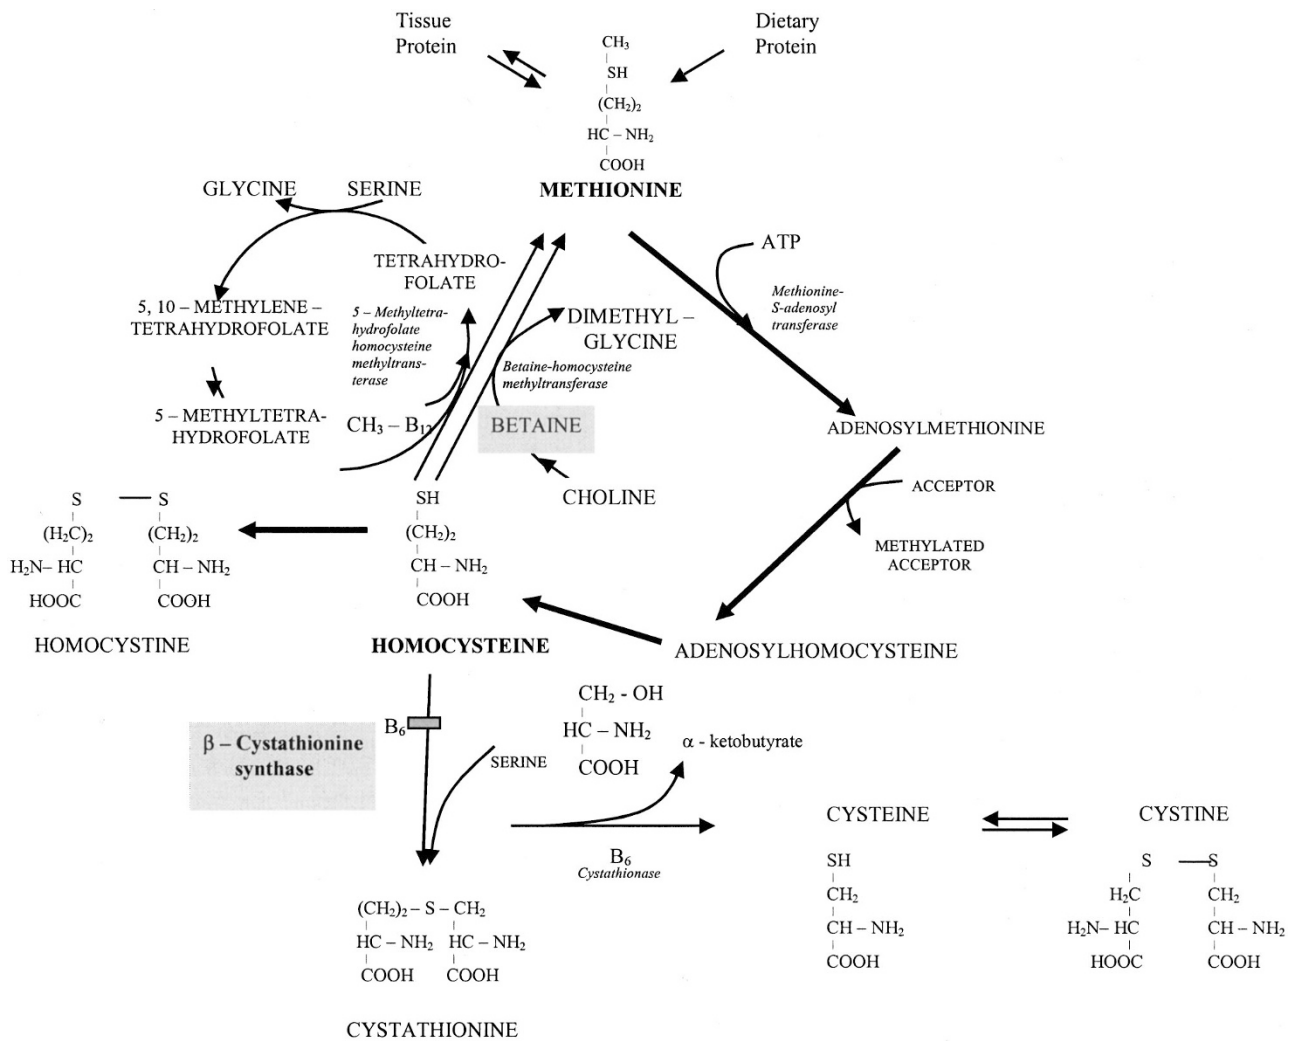 Tissue
Protein
Dietary
Protein
CH₃
SH
(CH₂)₂
HC – NH₂
COOH
METHIONINE
GLYCINE
SERINE
ATP
TETRAHYDRO-
FOLATE
Methionine-
S-adenosyl
transferase
5, 10 – METHYLENE –
TETRAHYDROFOLATE
5 – Methyltetra-
hydrofolate
homocysteine
methyltrans-
terase
DIMETHYL –
GLYCINE
Betaine-homocysteine
methyltransferase
5 – METHYLTETRA-
HYDROFOLATE
CH₃ – B₁₂
BETAINE
ADENOSYLMETHIONINE
CHOLINE
ACCEPTOR
METHYLATED
ACCEPTOR
S — S
(H₂C)₂ (CH₂)₂
H₂N– HC CH – NH₂
HOOC COOH
HOMOCYSTINE
SH
(CH₂)₂
CH – NH₂
COOH
HOMOCYSTEINE
ADENOSYLHOMOCYSTEINE
B₆
β – Cystathionine
synthase
CH₂ - OH
HC – NH₂
COOH
SERINE
α - ketobutyrate
B₆
Cystathionase
CYSTEINE
SH
CH₂
CH – NH₂
COOH
CYSTINE
S —S
H₂C CH₂
H₂N– HC CH – NH₂
HOOC COOH
(CH₂)₂– S – CH₂
HC – NH₂ HC – NH₂
COOH COOH
CYSTATHIONINE